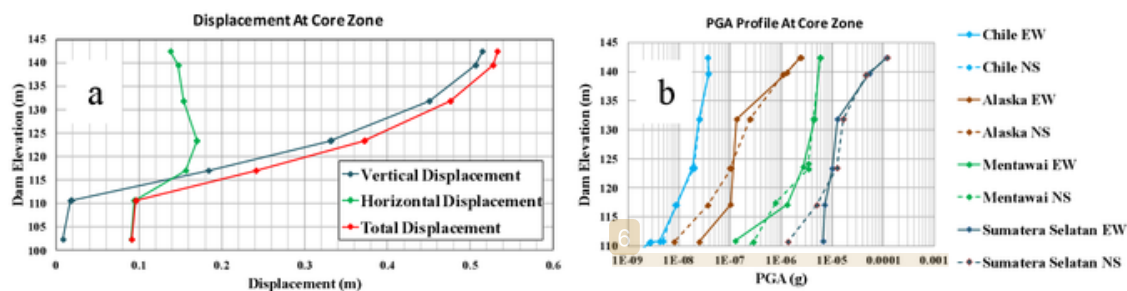 Displacement At Core Zone
145
140
135
130
125
120
115
110
105
100
Dam Elevation (m)
a
Vertical Displacement
Horizontal Displacement
Total Displacement
0 0.1 0.2 0.3 0.4 0.5 0.6
Displacement (m)
PGA Profile At Core Zone
145
140
135
130
125
120
115
110
Dam Elevation (m)
b
6
1E-09 1E-08 1E-07 1E-06 1E-05 0.0001 0.001
PGA (g)
Chile EW
Chile NS
Alaska EW
Alaska NS
Mentawai EW
Mentawai NS
Sumatera Selatan EW
Sumatera Selatan NS